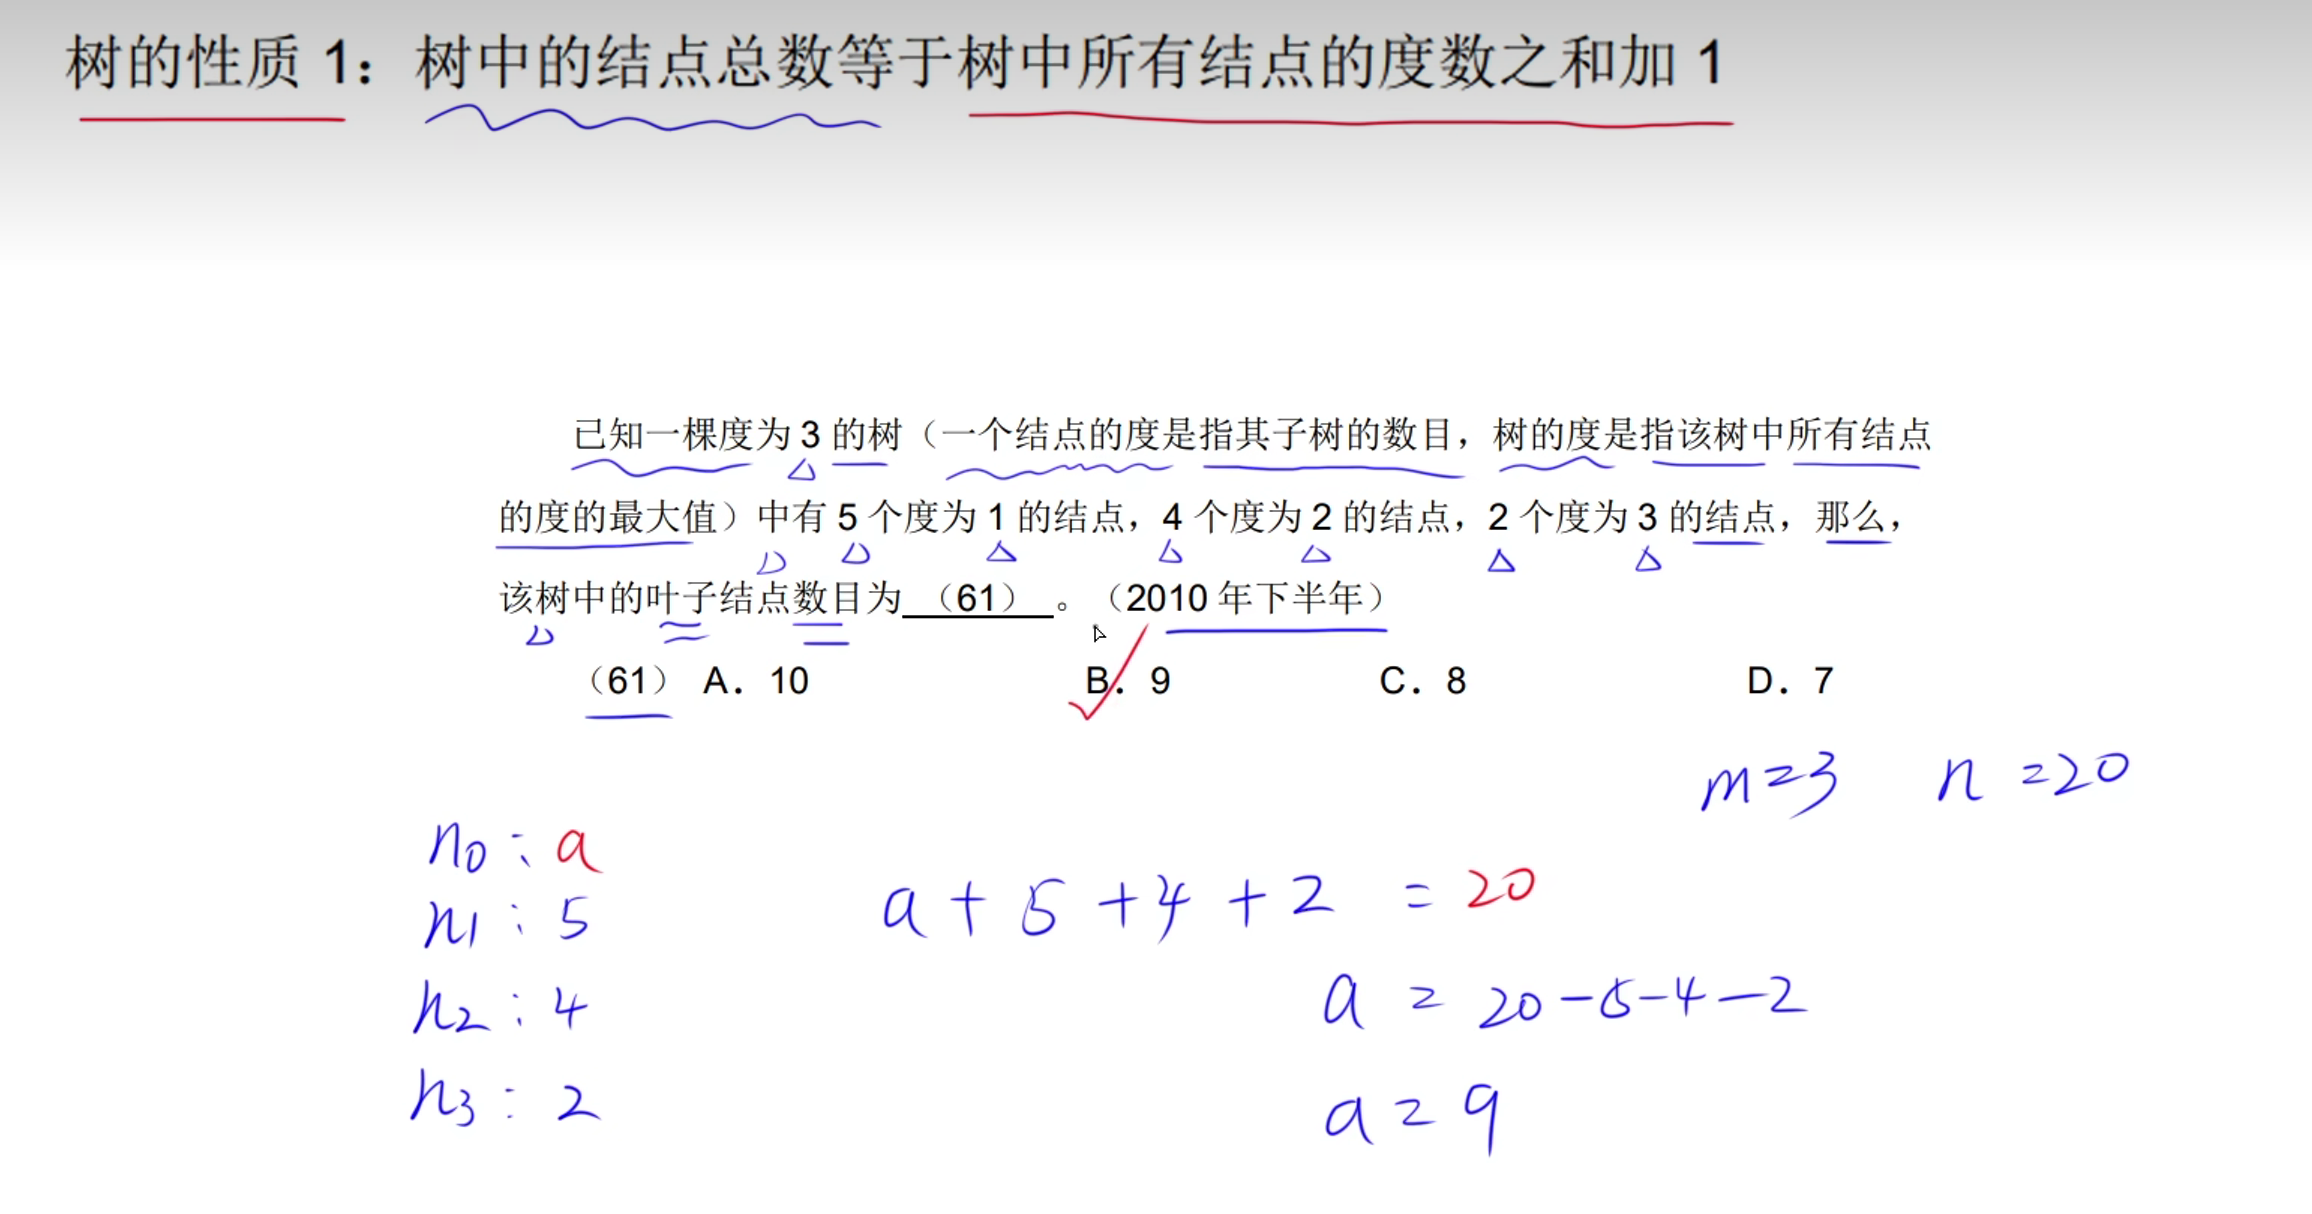 树的性质 1：树中的结点总数等于树中所有结点的度数之和加 1
已知一棵度为 3 的树（一个结点的度是指其子树的数目，树的度是指该树中所有结点
的度的最大值）中有 5 个度为 1 的结点，4 个度为 2 的结点，2 个度为 3 的结点，那么，
该树中的叶子结点数目为 （61） 。（2010 年下半年）
（61） A．10 B．9 C．8 D．7
m=3 n=20
n0：a
n1：5
n2：4
n3：2
a+5+4+2 = 20
a = 20-5-4-2
a=9